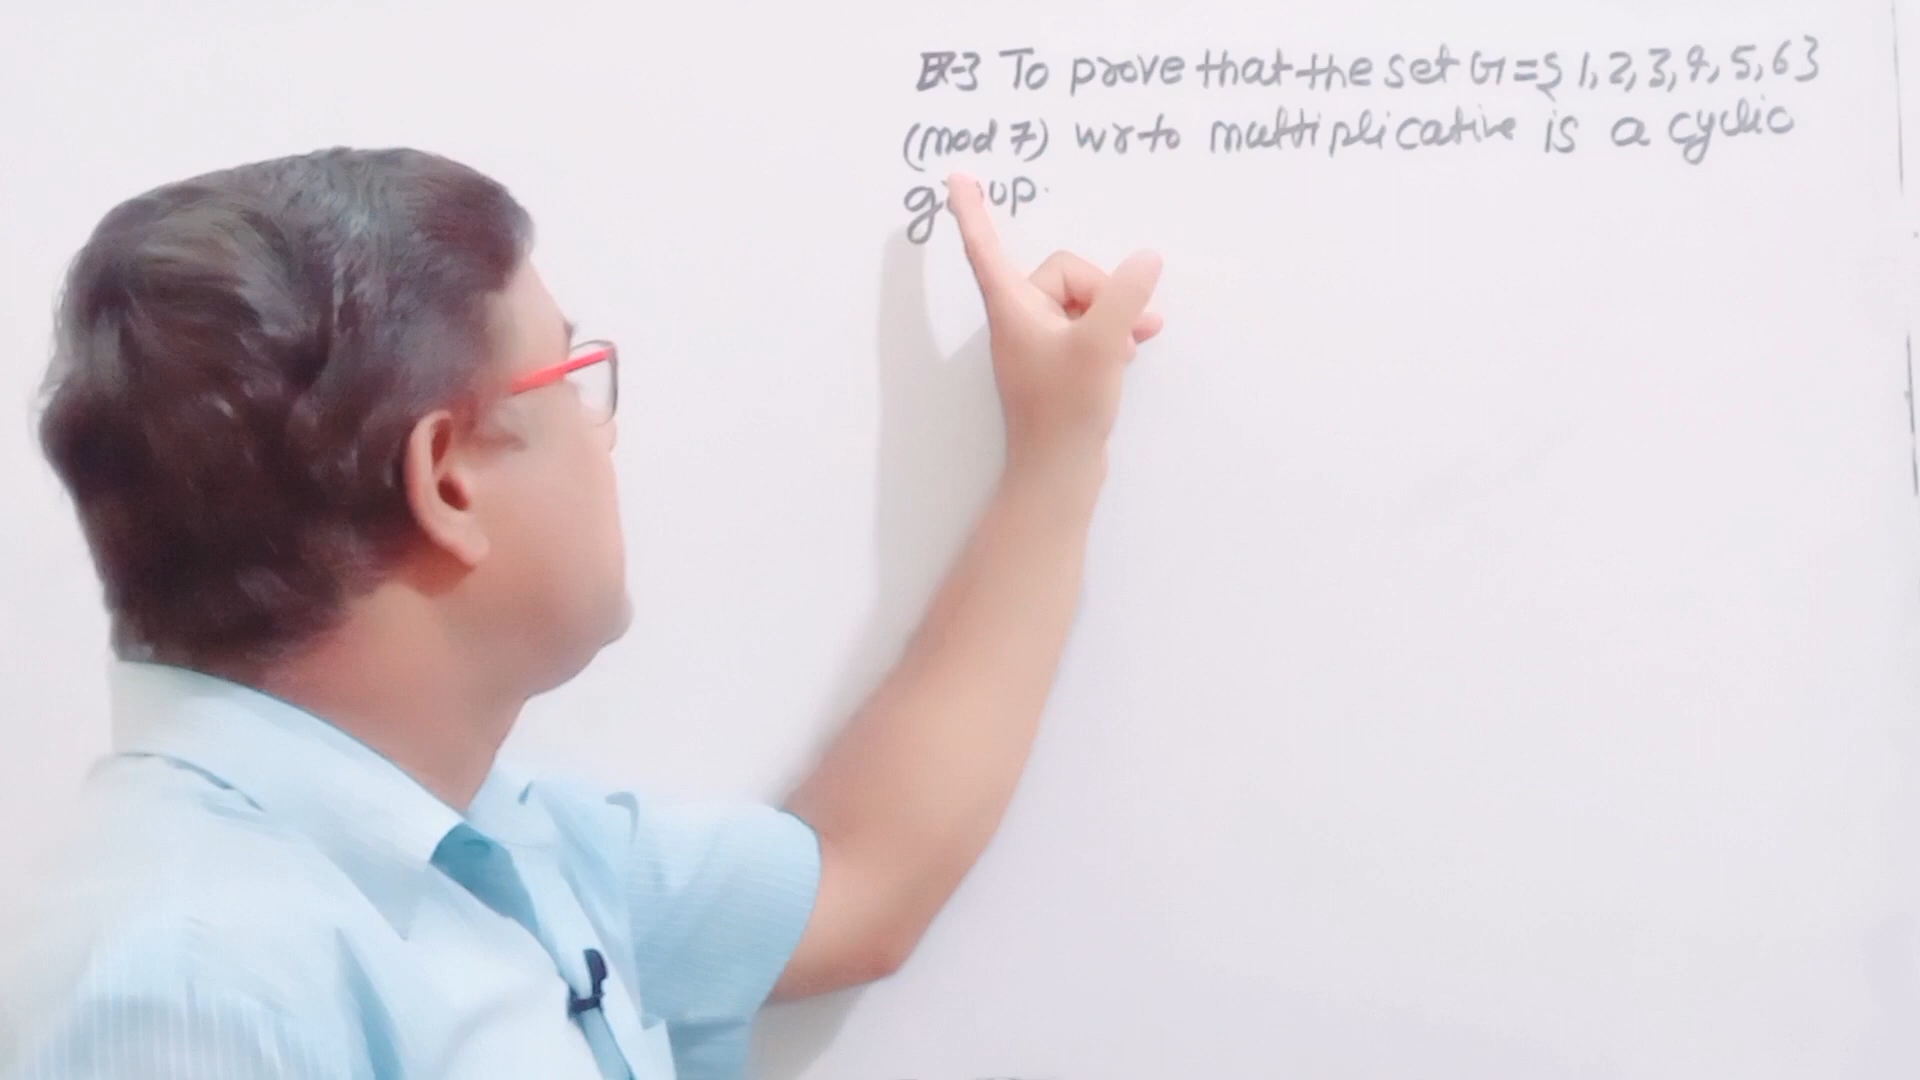 Ex-3 To prove that the set G = {1, 2, 3, 4, 5, 6}
(mod 7) wrto multiplicative is a cyclic
group.